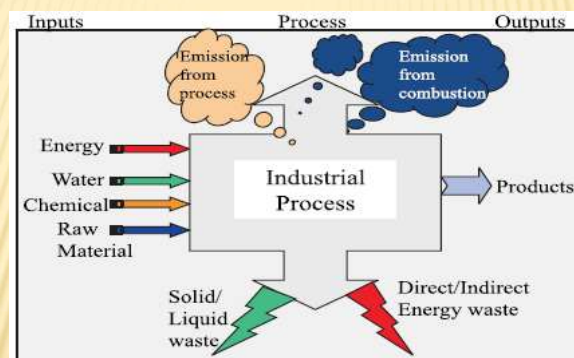 Inputs
Process
Outputs
Emission
from
process
Emission
from
combustion
Energy
Water
Chemical
Raw
Material
Industrial
Process
Products
Solid/
Liquid
waste
Direct/Indirect
Energy waste